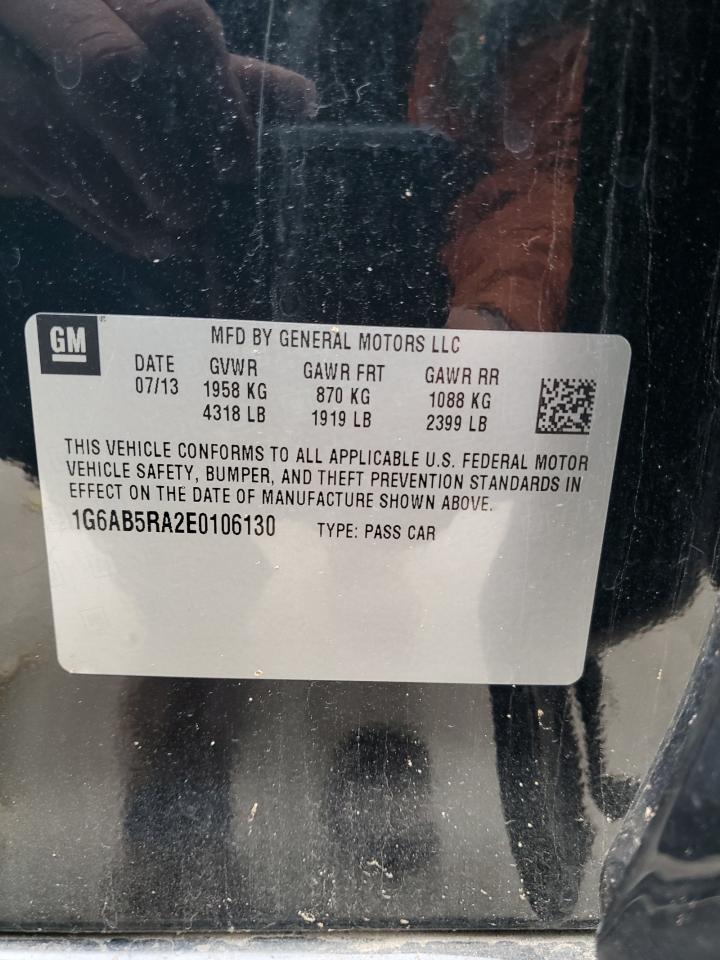 GM
MFD BY GENERAL MOTORS LLC
DATE GVWR GAWR FRT GAWR RR
07/13 1958 KG 870 KG 1088 KG
4318 LB 1919 LB 2399 LB
THIS VEHICLE CONFORMS TO ALL APPLICABLE U.S. FEDERAL MOTOR
VEHICLE SAFETY, BUMPER, AND THEFT PREVENTION STANDARDS IN
EFFECT ON THE DATE OF MANUFACTURE SHOWN ABOVE.
1G6AB5RA2E0106130 TYPE: PASS CAR